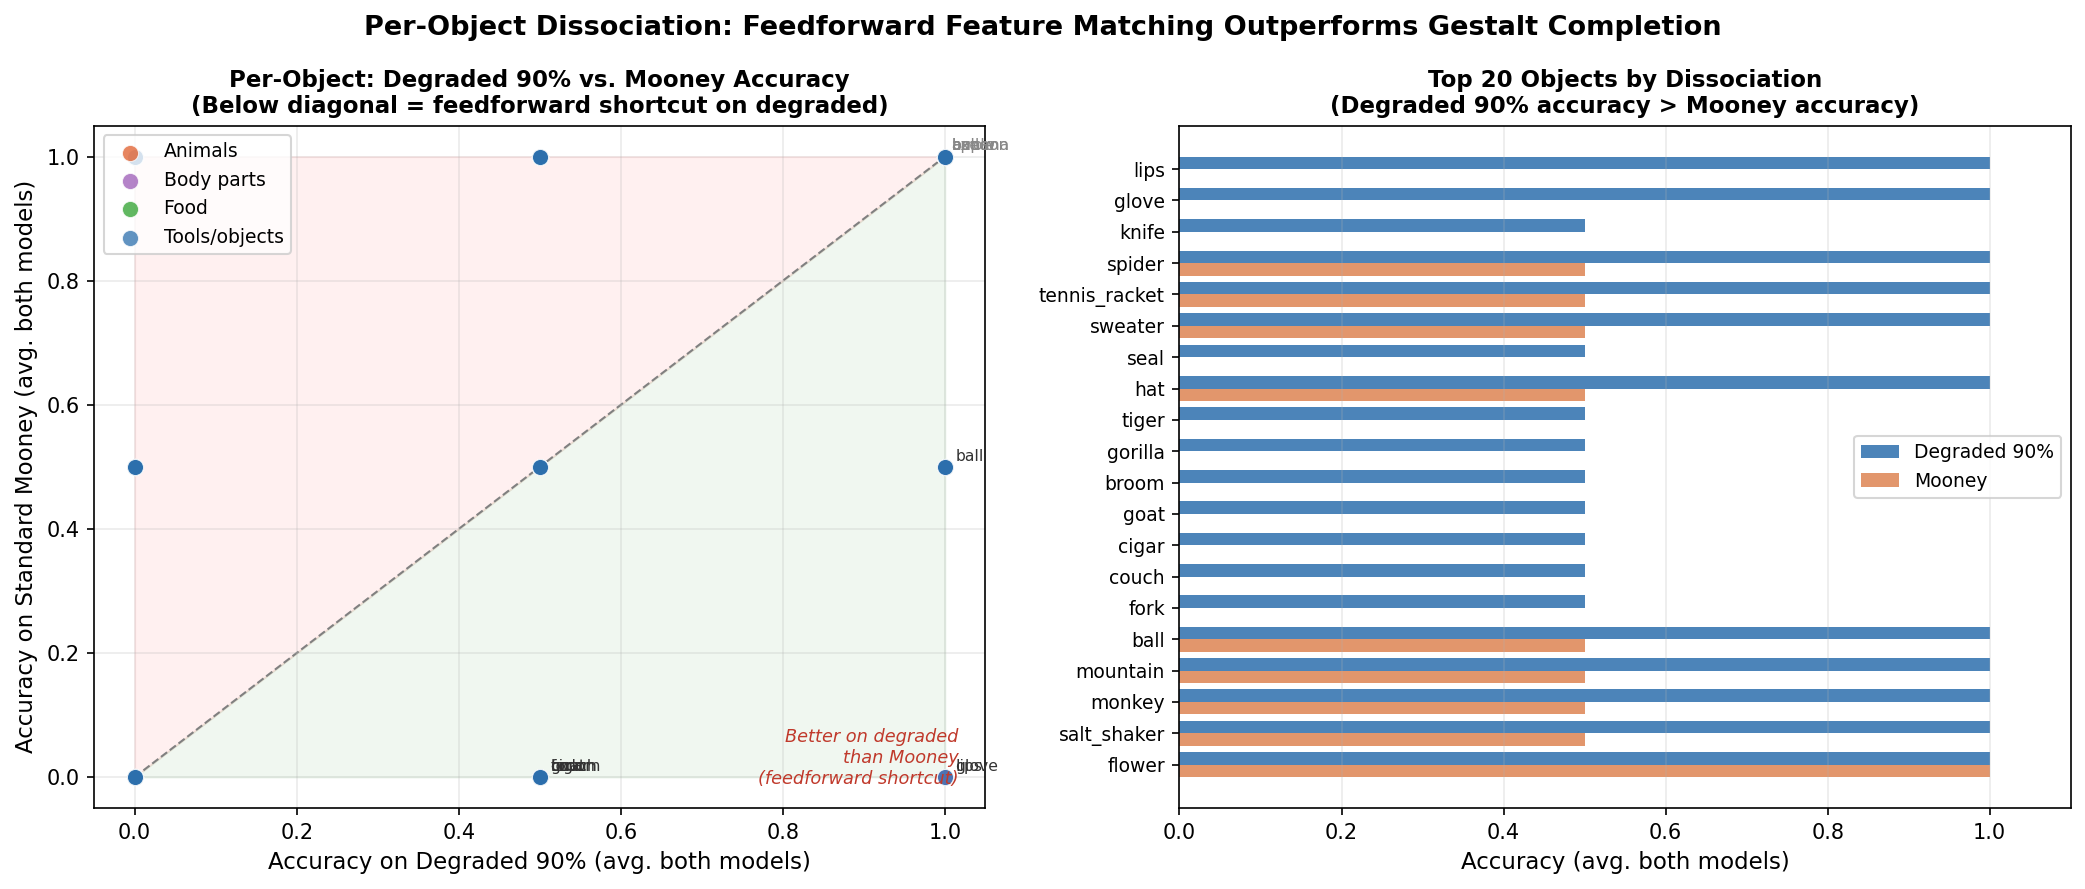 Per-Object Dissociation: Feedforward Feature Matching Outperforms Gestalt Completion
Per-Object: Degraded 90% vs. Mooney Accuracy
(Below diagonal = feedforward shortcut on degraded)
Accuracy on Standard Mooney (avg. both models)
1.0
0.8
0.6
0.4
0.2
0.0
Animals
Body parts
Food
Tools/objects
ball
Better on degraded
than Mooney
(feedforward shortcut)
glove
0.0
0.2
0.4
0.6
0.8
1.0
Accuracy on Degraded 90% (avg. both models)
Top 20 Objects by Dissociation
(Degraded 90% accuracy > Mooney accuracy)
lips
glove
knife
spider
tennis_racket
sweater
seal
hat
tiger
gorilla
broom
goat
cigar
couch
fork
ball
mountain
monkey
salt_shaker
flower
Degraded 90%
Mooney
0.0
0.2
0.4
0.6
0.8
1.0
Accuracy (avg. both models)